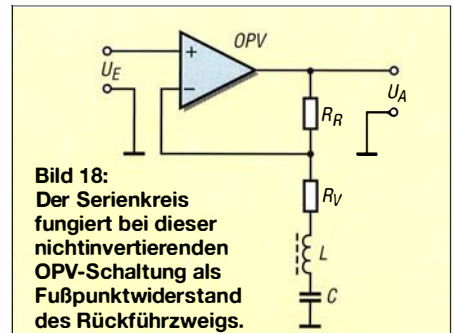 OPV
+
U_E
−
U_A
R_R
R_V
L
C
Bild 18:
Der Serienkreis
fungiert bei dieser
nichtinvertierenden
OPV-Schaltung als
Fußpunktwiderstand
des Rückführzweigs.